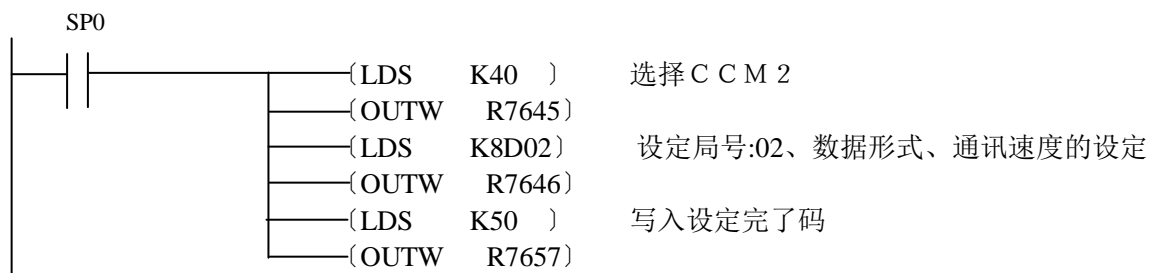 SP0
〔LDS K40 〕 选择ＣＣＭ２
〔OUTW R7645〕
〔LDS K8D02〕 设定局号:02、数据形式、通讯速度的设定
〔OUTW R7646〕
〔LDS K50 〕 写入设定完了码
〔OUTW R7657〕